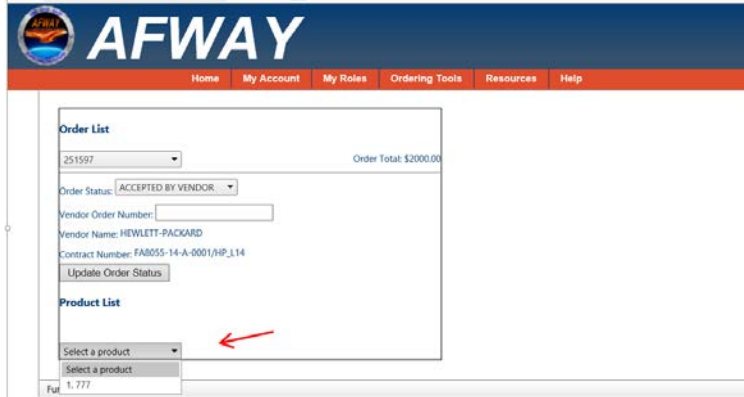 AFWAY
AFWAY
Home My Account My Roles Ordering Tools Resources Help
Order List
251597 Order Total: $2000.00
Order Status: ACCEPTED BY VENDOR
Vendor Order Number:
Vendor Name: HEWLETT-PACKARD
Contract Number: FA8055-14-A-0001/HP_L14
Update Order Status
Product List
Select a product
Select a product
1, 777